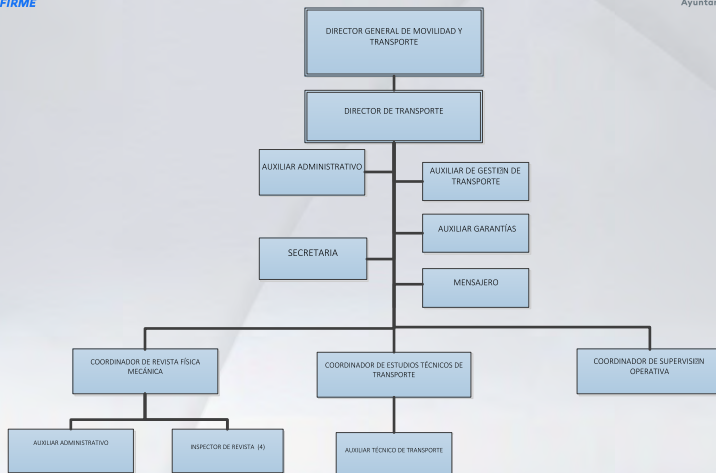 FIRME
Ayuntar
DIRECTOR GENERAL DE MOVILIDAD Y
TRANSPORTE
DIRECTOR DE TRANSPORTE
AUXILIAR ADMINISTRATIVO
AUXILIAR DE GESTI⍰N DE
TRANSPORTE
AUXILIAR GARANTÍAS
SECRETARIA
MENSAJERO
COORDINADOR DE REVISTA FÍSICA
MECÁNICA
COORDINADOR DE ESTUDIOS TÉCNICOS DE
TRANSPORTE
COORDINADOR DE SUPERVISI⍰N
OPERATIVA
AUXILIAR ADMINISTRATIVO
INSPECTOR DE REVISTA (4)
AUXILIAR TÉCNICO DE TRANSPORTE